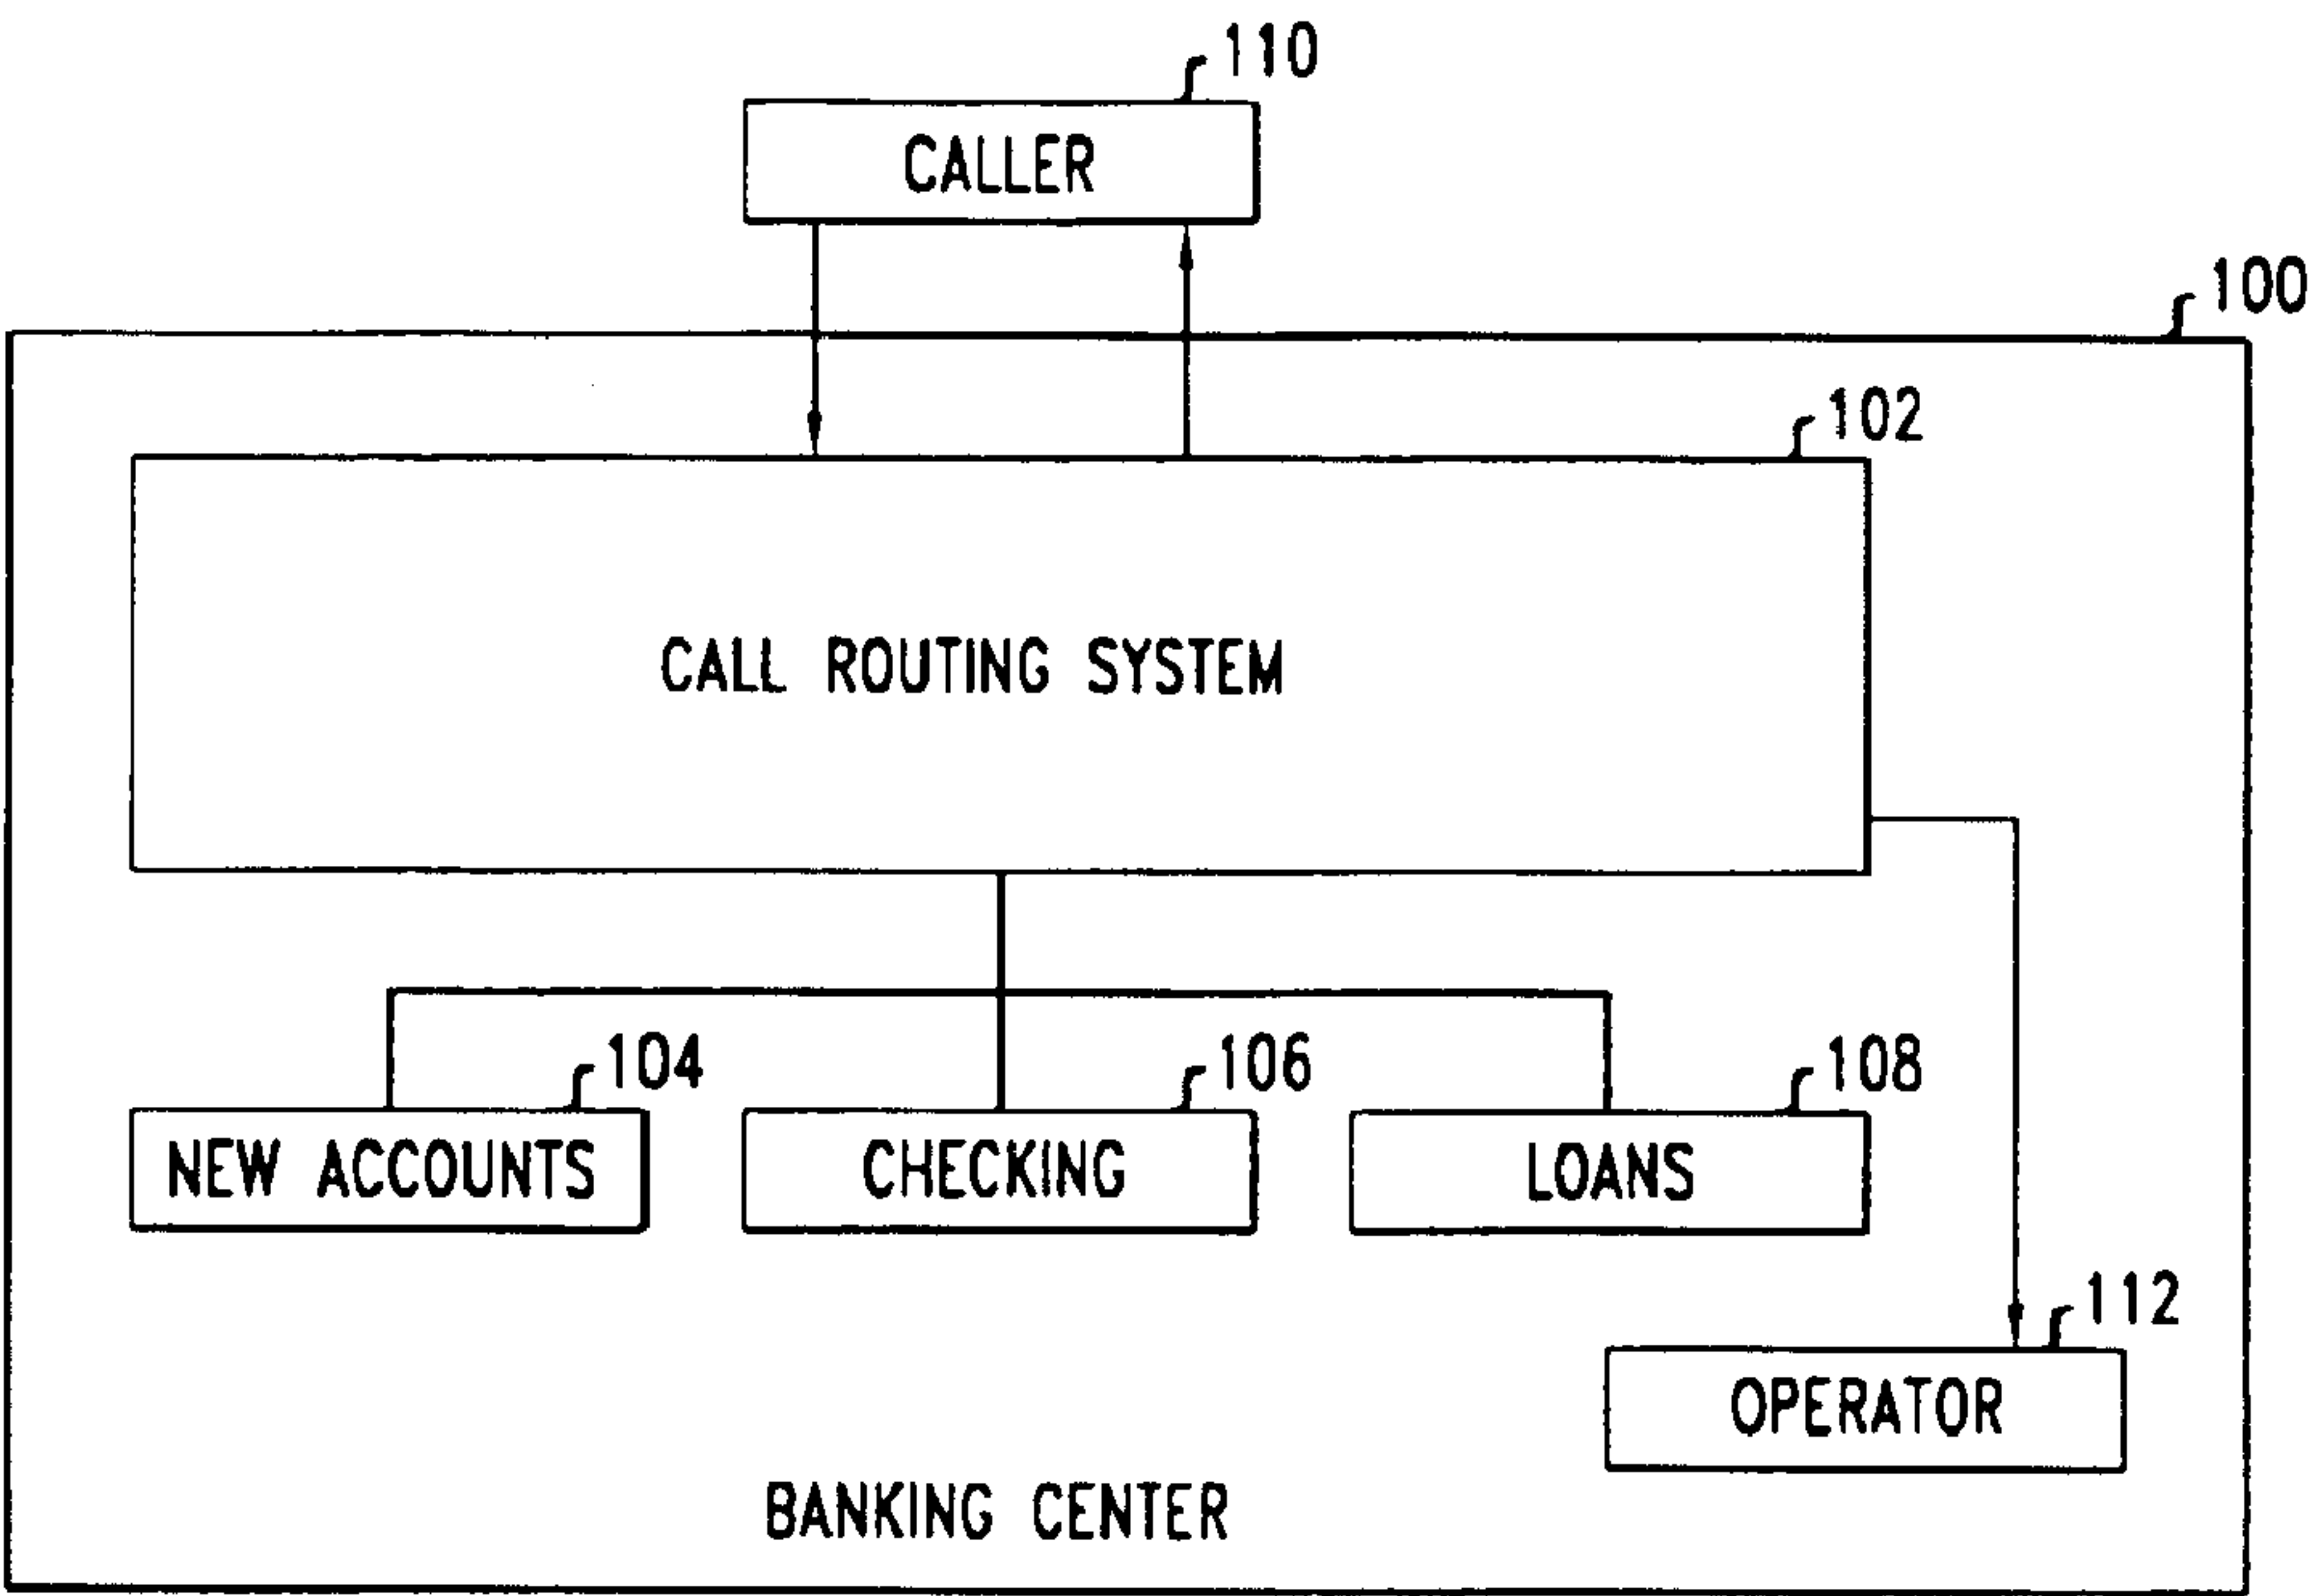 110
CALLER
100
102
CALL ROUTING SYSTEM
104
106
108
NEW ACCOUNTS
CHECKING
LOANS
112
OPERATOR
BANKING CENTER